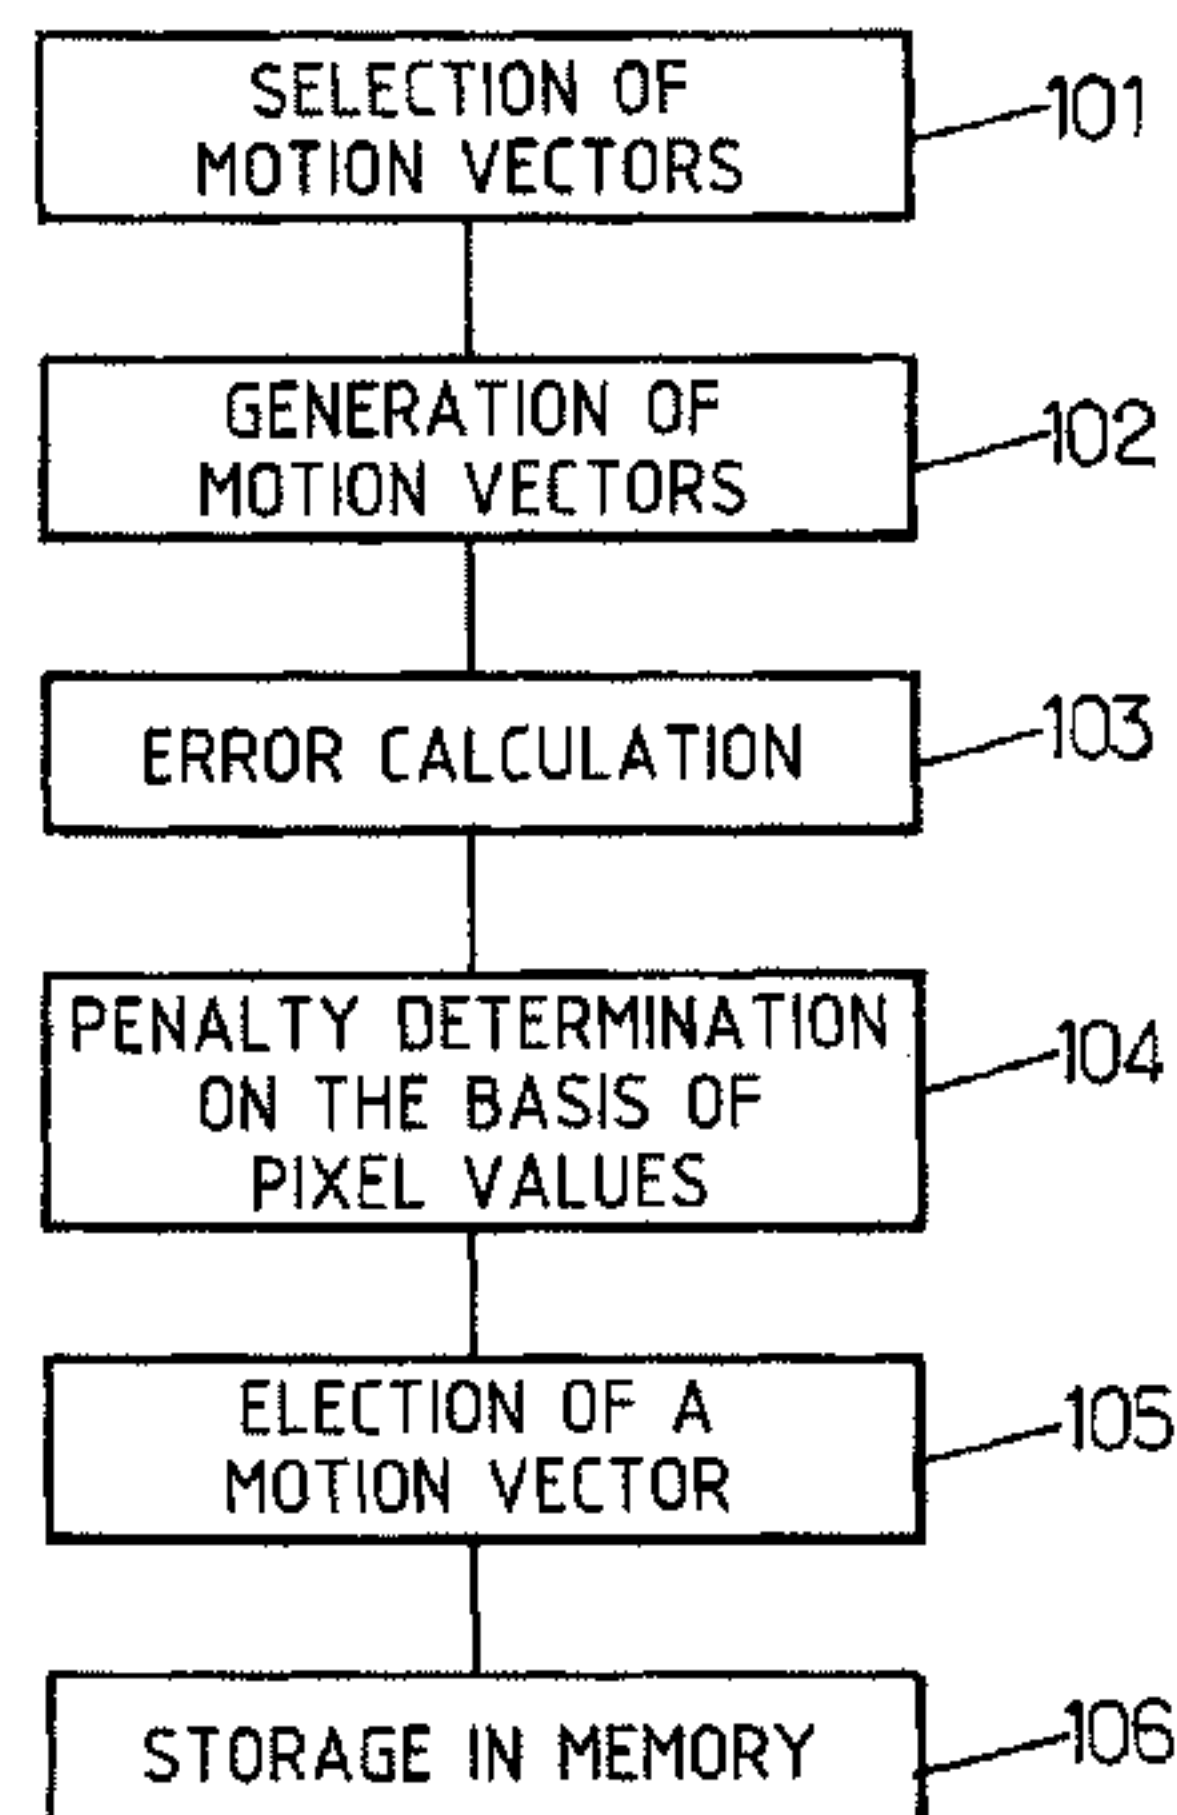 SELECTION OF
MOTION VECTORS
101
GENERATION OF
MOTION VECTORS
102
ERROR CALCULATION
103
PENALTY DETERMINATION
ON THE BASIS OF
PIXEL VALUES
104
ELECTION OF A
MOTION VECTOR
105
STORAGE IN MEMORY
106